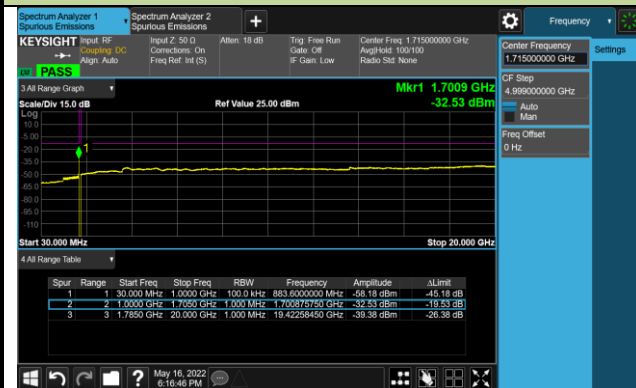 Spectrum Analyzer 1
Spurious Emissions
Spectrum Analyzer 2
Spurious Emissions
+
Frequency
KEYSIGHT
Input: RF
Coupling: DC
Align: Auto
Input Z: 50 Ω
Corrections: On
Freq Ref: Int (S)
Atten: 18 dB
Trig: Free Run
Gate: Off
IF Gain: Low
Center Freq: 1.715000000 GHz
Avg|Hold: 100/100
Radio Std: None
PASS
Center Frequency
1.715000000 GHz
Settings
CF Step
4.999000000 GHz
Auto
Man
Freq Offset
0 Hz
3 All Range Graph
Mkr1 1.7009 GHz
Scale/Div 15.0 dB
Ref Value 25.00 dBm
-32.53 dBm
Log
10.0
-5.00
-20.0
-35.0
-50.0
-65.0
-80.0
-95.0
-110
1
Start 30.000 MHz
Stop 20.000 GHz
4 All Range Table
Spur Range Start Freq Stop Freq RBW Frequency Amplitude ΔLimit
1 1 30.000 MHz 1.0000 GHz 100.0 kHz 883.6000000 MHz -58.18 dBm -45.18 dB
2 2 1.0000 GHz 1.7050 GHz 1.000 MHz 1.700875750 GHz -32.53 dBm -19.53 dB
3 3 1.7850 GHz 20.000 GHz 1.000 MHz 19.42258450 GHz -39.38 dBm -26.38 dB
?
May 16, 2022
6:16:46 PM